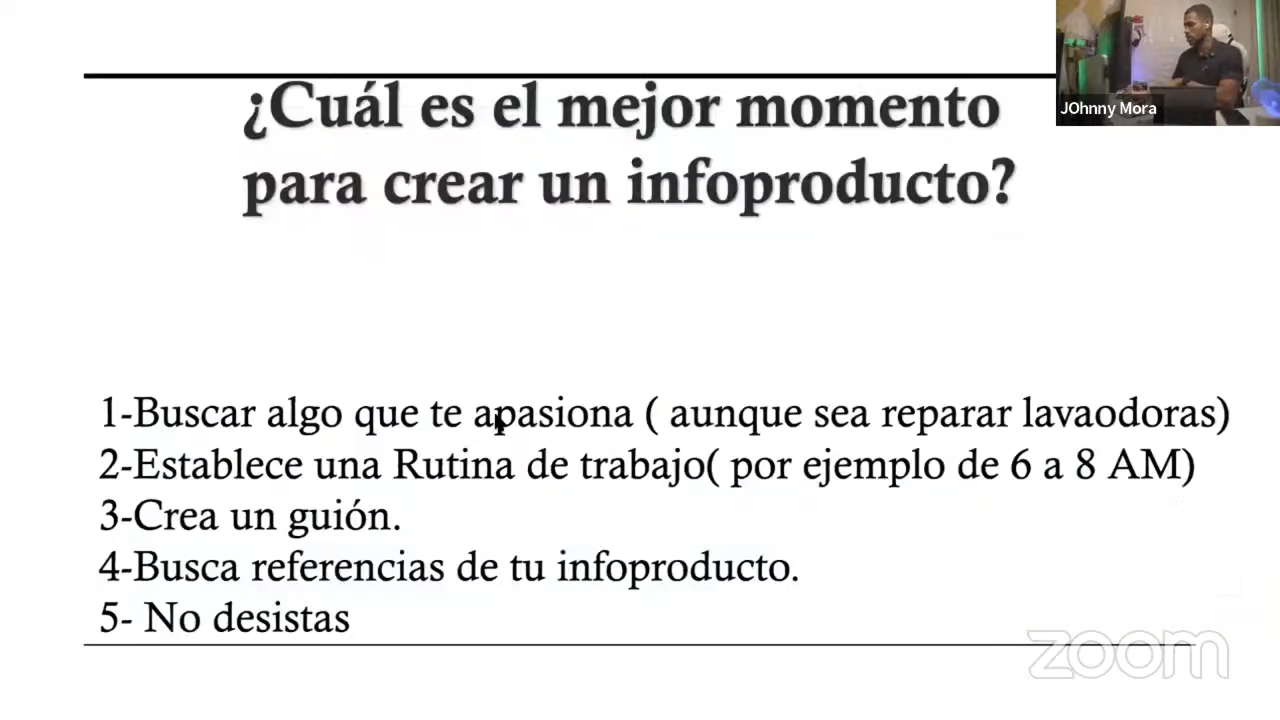 JOhnny Mora
¿Cuál es el mejor momento
para crear un infoproducto?
1-Buscar algo que te apasiona ( aunque sea reparar lavaodoras)
2-Establece una Rutina de trabajo( por ejemplo de 6 a 8 AM)
3-Crea un guión.
4-Busca referencias de tu infoproducto.
5- No desistas
zoom